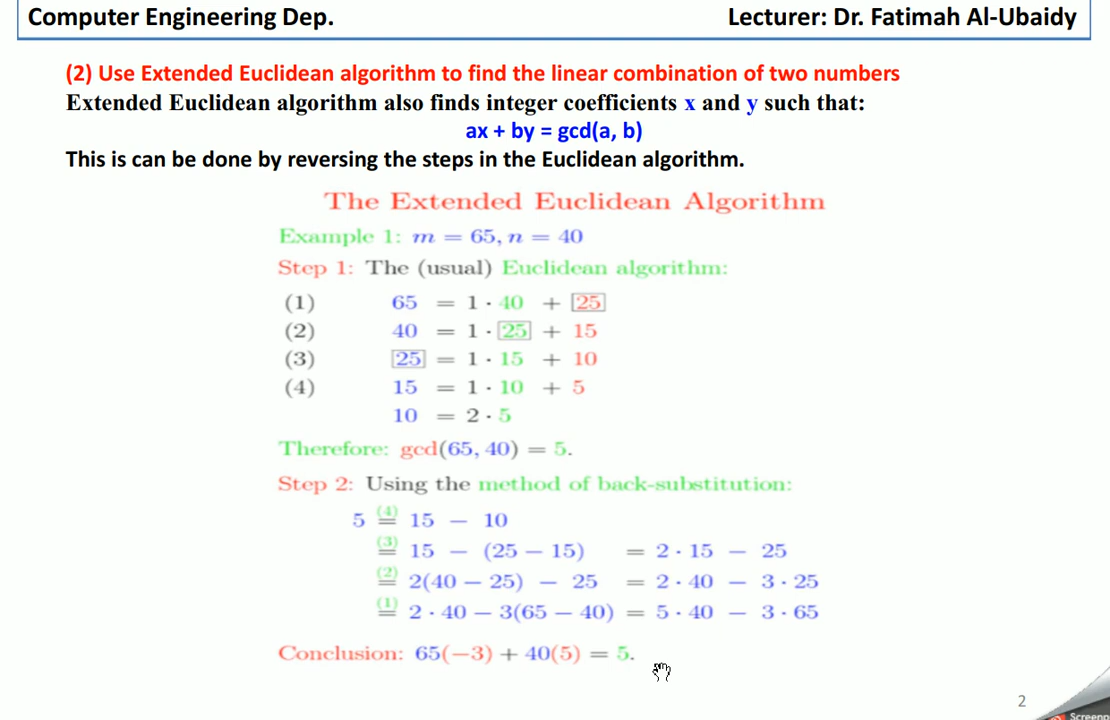 Computer Engineering Dep. Lecturer: Dr. Fatimah Al-Ubaidy
(2) Use Extended Euclidean algorithm to find the linear combination of two numbers
Extended Euclidean algorithm also finds integer coefficients x and y such that:
ax + by = gcd(a, b)
This is can be done by reversing the steps in the Euclidean algorithm.
The Extended Euclidean Algorithm
Example 1: m = 65, n = 40
Step 1: The (usual) Euclidean algorithm:
(1) 65 = 1 · 40 + 25
(2) 40 = 1 · 25 + 15
(3) 25 = 1 · 15 + 10
(4) 15 = 1 · 10 + 5
10 = 2 · 5
Therefore: gcd(65, 40) = 5.
Step 2: Using the method of back-substitution:
5 (4)= 15 − 10
(3)= 15 − (25 − 15) = 2 · 15 − 25
(2)= 2(40 − 25) − 25 = 2 · 40 − 3 · 25
(1)= 2 · 40 − 3(65 − 40) = 5 · 40 − 3 · 65
Conclusion: 65(−3) + 40(5) = 5.
2